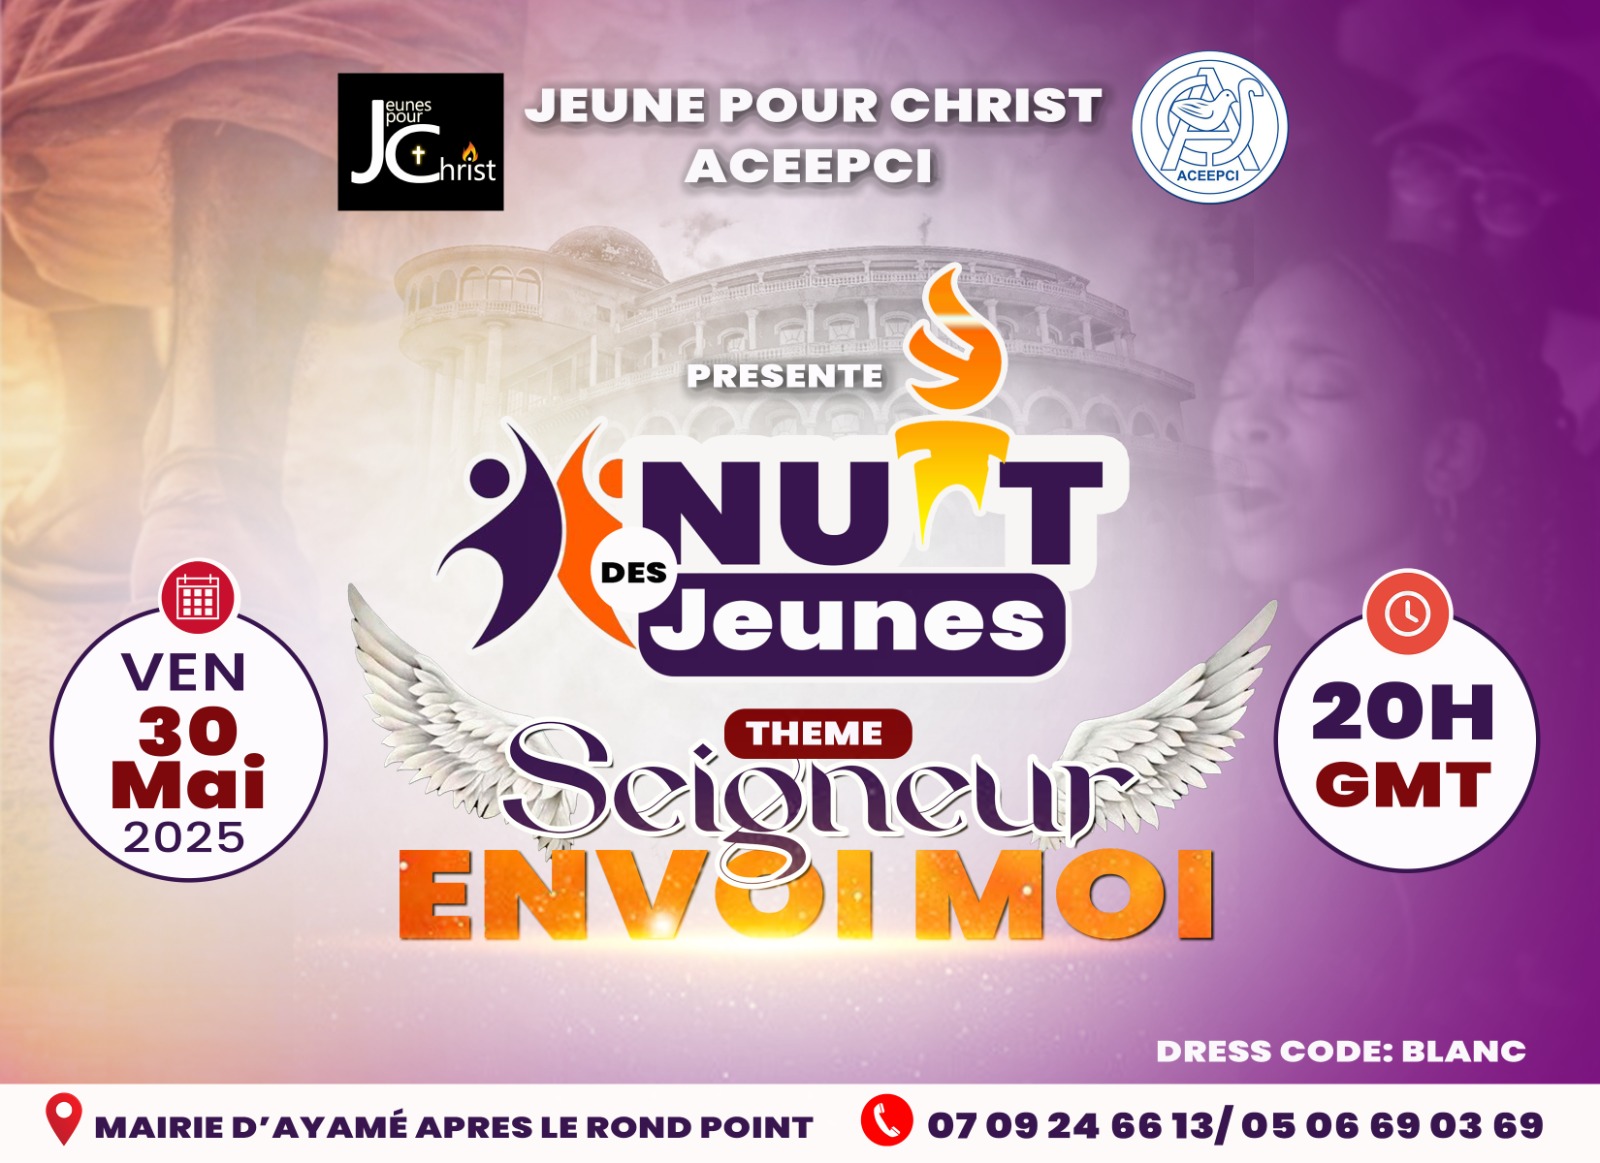 Jeunes
pour
Christ
JEUNE POUR CHRIST
ACEEPCI
ACEEPCI
PRESENTE
NUIT
DES
Jeunes
VEN
30
Mai
2025
THEME
Seigneur
ENVOI MOI
20H
GMT
DRESS CODE: BLANC
MAIRIE D'AYAMÉ APRES LE ROND POINT
07 09 24 66 13/ 05 06 69 03 69